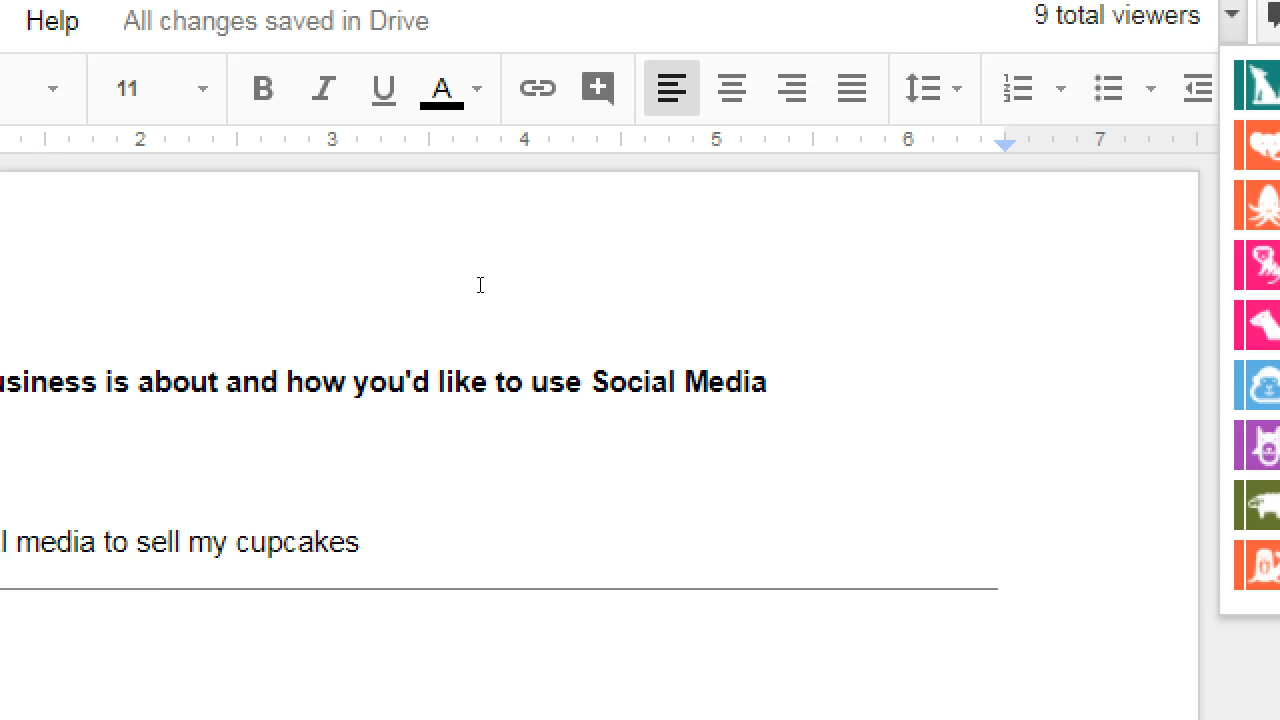 Help All changes saved in Drive 9 total viewers
11 B I U A
2 3 4 5 6 7
usiness is about and how you'd like to use Social Media
l media to sell my cupcakes